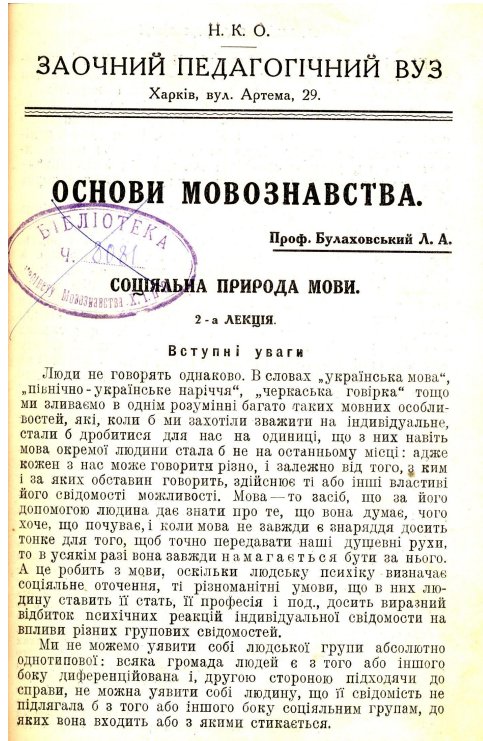 Н. К. О.
ЗАОЧНИЙ ПЕДАГОГІЧНИЙ ВУЗ
Харків, вул. Артема, 29.
ОСНОВИ МОВОЗНАВСТВА.
БІБЛІОТЕКА
Ч. 8081
Мовознавства
Проф. Булаховський Л. А.
СОЦІЯЛЬНА ПРИРОДА МОВИ.
2-а ЛЕКЦІЯ.
Вступні уваги
Люди не говорять однаково. В словах „українська мова“,
„північно-українське наріччя“, „черкаська говірка“ тощо
ми зливаємо в однім розумінні багато таких мовних особли-
востей, які, коли б ми захотіли зважити на індивідуальне,
стали б дробитися для нас на одиниці, що з них навіть
мова окремої людини стала б не на останньому місці: адже
кожен з нас може говорити різно, і залежно від того, з ким
і за яких обставин говорить, здійснює ті або інші властиві
його свідомості можливості. Мова — то засіб, що за його
допомогою людина дає знати про те, що вона думає, чого
хоче, що почуває, і коли мова не завжди є знаряддя досить
тонке для того, щоб точно передавати наші душевні рухи,
то в усякім разі вона завжди намагається бути за нього.
А це робить з мови, оскільки людську психіку визначає
соціяльне оточення, ті різноманітні умови, що в них лю-
дину ставить її стать, її професія і под., досить виразний
відбиток психічних реакцій індивідуальної свідомости на
впливи різних групових свідомостей.
Ми не можемо уявити собі людської групи абсолютно
однотипової: всяка громада людей є з того або іншого
боку диференційована і, другою стороною підходячи до
справи, не можна уявити собі людину, що її свідомість не
підлягала б з того або іншого боку соціяльним групам, до
яких вона входить або з якими стикається.